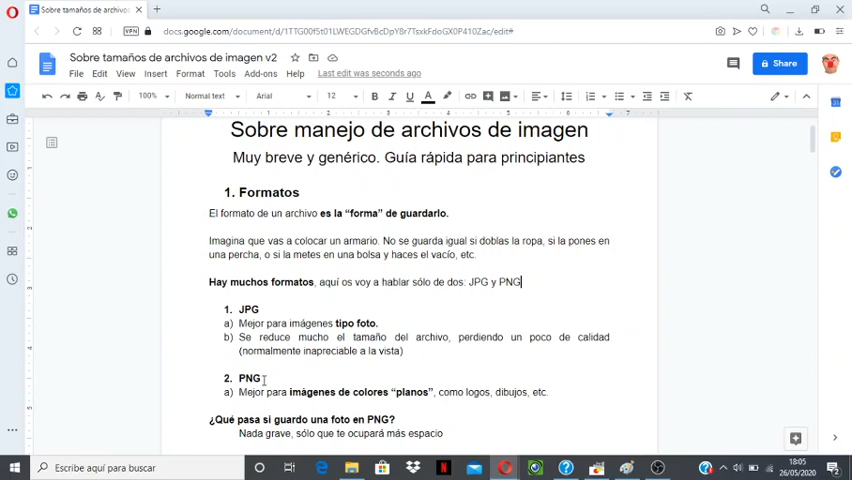 Sobre tamaños de archivos
VPN
docs.google.com/document/d/1TTG00f5t01LWEGDGfvBcDpY8r7TsxkFdoGX0P410Zac/edit#
Sobre tamaños de archivos de imagen v2
File Edit View Insert Format Tools Add-ons Help Last edit was seconds ago
Share
100% Normal text Arial 12 B I U A
Sobre manejo de archivos de imagen
Muy breve y genérico. Guía rápida para principiantes
1. Formatos
El formato de un archivo es la “forma” de guardarlo.
Imagina que vas a colocar un armario. No se guarda igual si doblas la ropa, si la pones en
una percha, o si la metes en una bolsa y haces el vacío, etc.
Hay muchos formatos, aquí os voy a hablar sólo de dos: JPG y PNG
1. JPG
a) Mejor para imágenes tipo foto.
b) Se reduce mucho el tamaño del archivo, perdiendo un poco de calidad
(normalmente inapreciable a la vista)
2. PNG
a) Mejor para imágenes de colores “planos”, como logos, dibujos, etc.
¿Qué pasa si guardo una foto en PNG?
Nada grave, sólo que te ocupará más espacio
Escribe aquí para buscar
18:05
26/05/2020